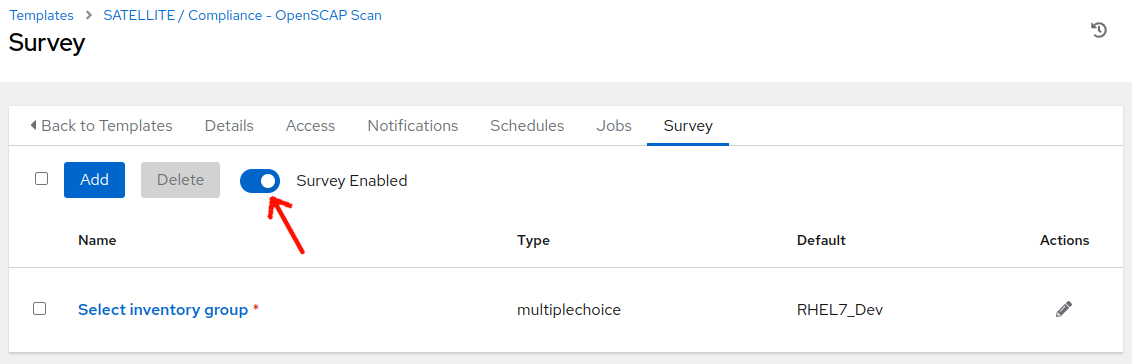 Templates > SATELLITE / Compliance - OpenSCAP Scan
Survey
Back to Templates Details Access Notifications Schedules Jobs Survey
Add Delete Survey Enabled
Name Type Default Actions
Select inventory group * multiplechoice RHEL7_Dev